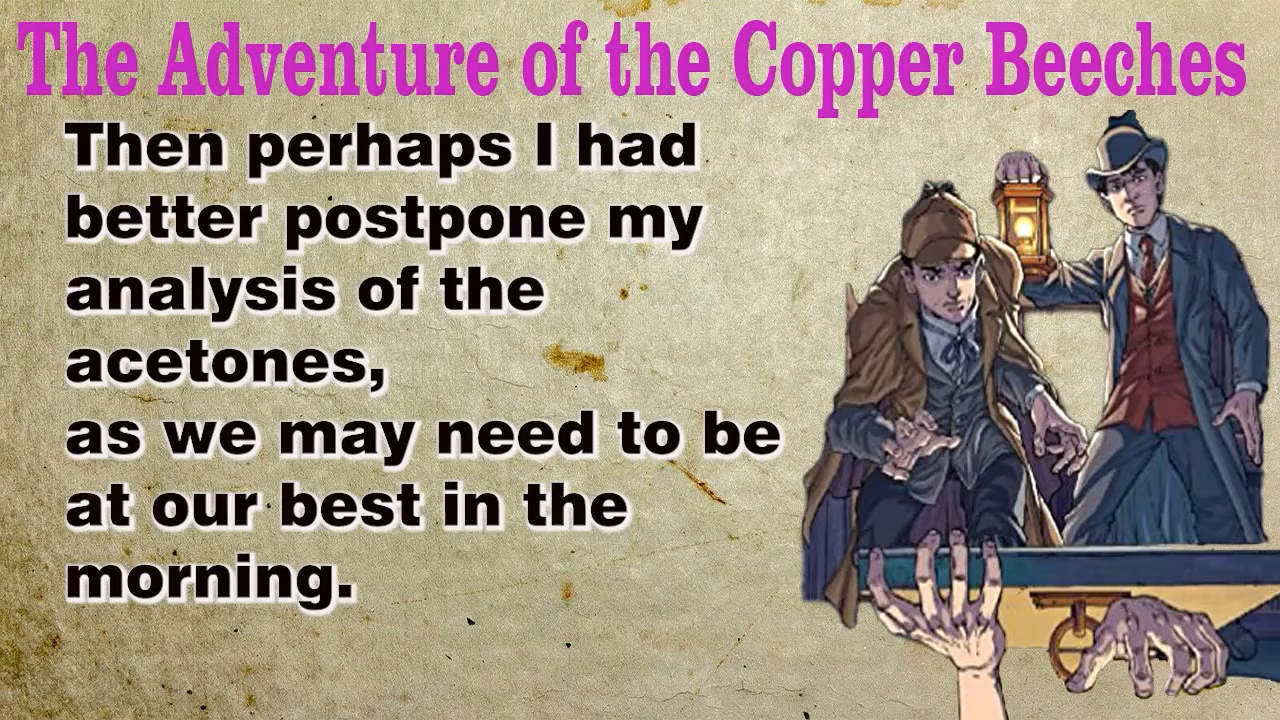 The Adventure of the Copper Beeches
Then perhaps I had
better postpone my
analysis of the
acetones,
as we may need to be
at our best in the
morning.